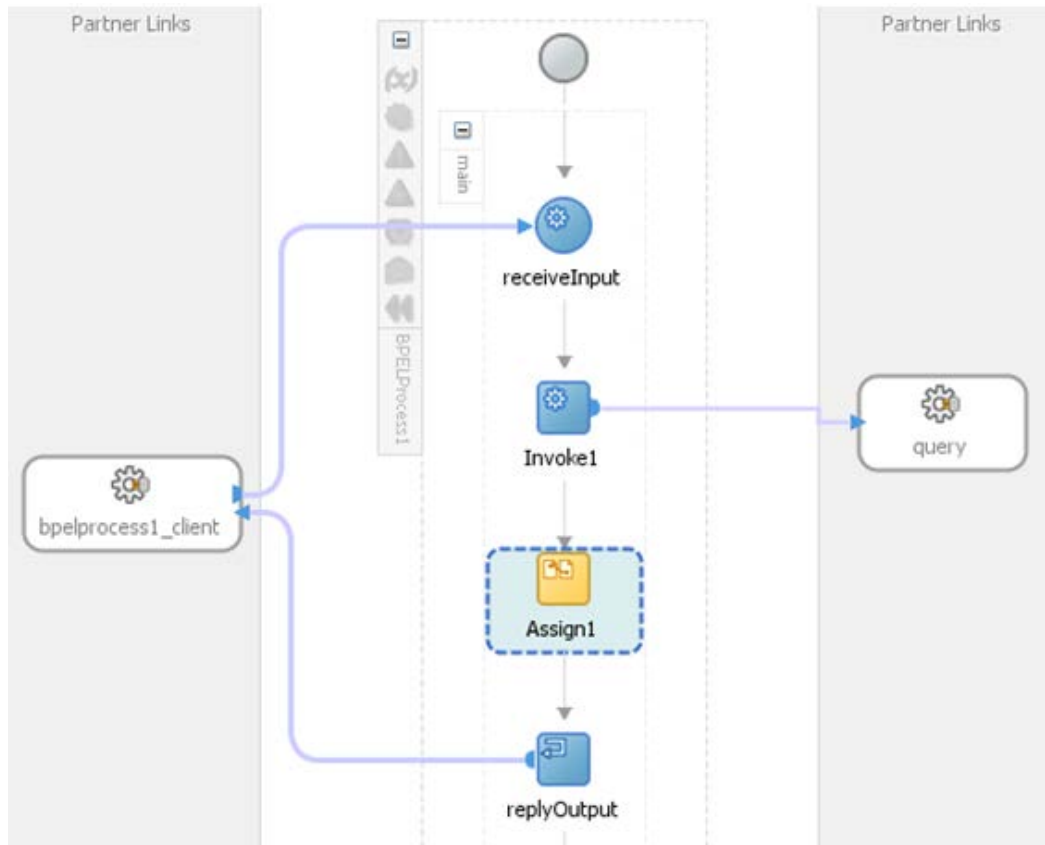 Partner Links
Partner Links
main
receiveInput
BPELProcess1
Invoke1
query
bpelprocess1_client
Assign1
replyOutput